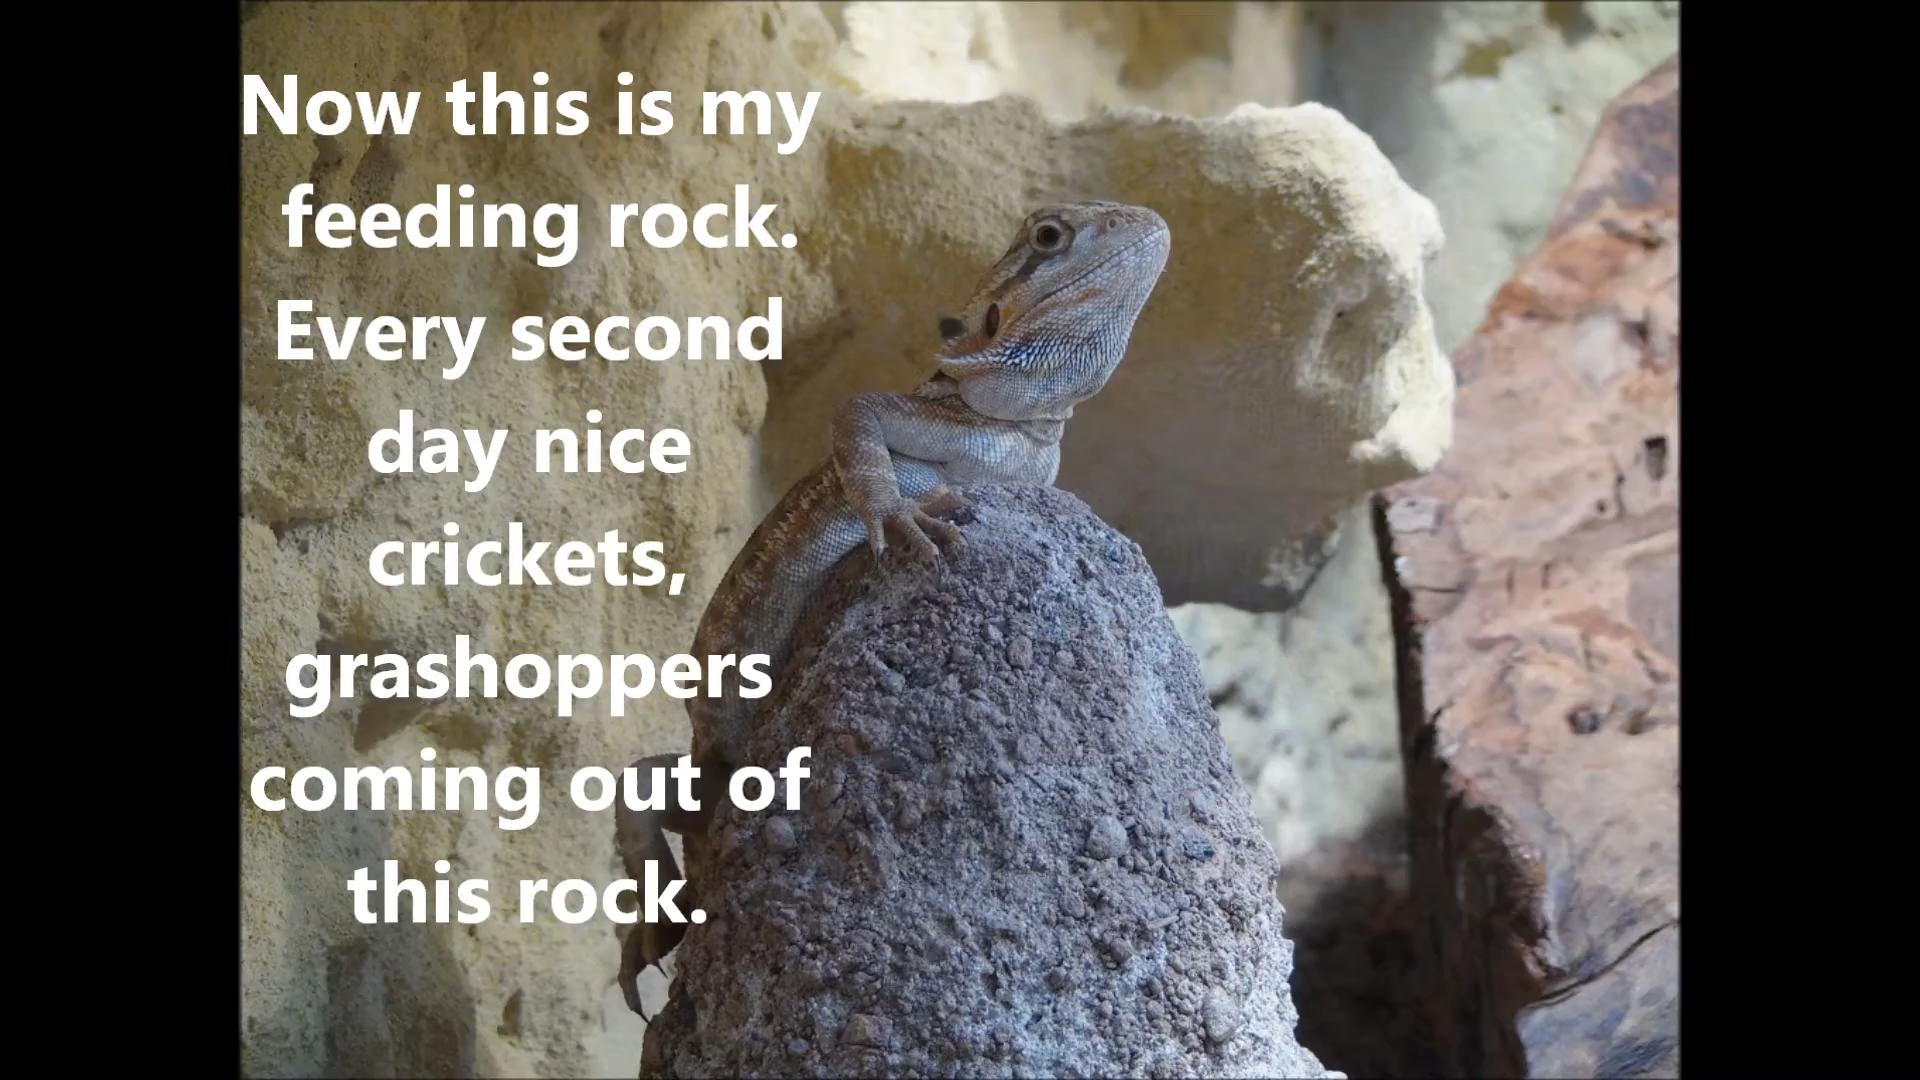 Now this is my
feeding rock.
Every second
day nice
crickets,
grashoppers
coming out of
this rock.